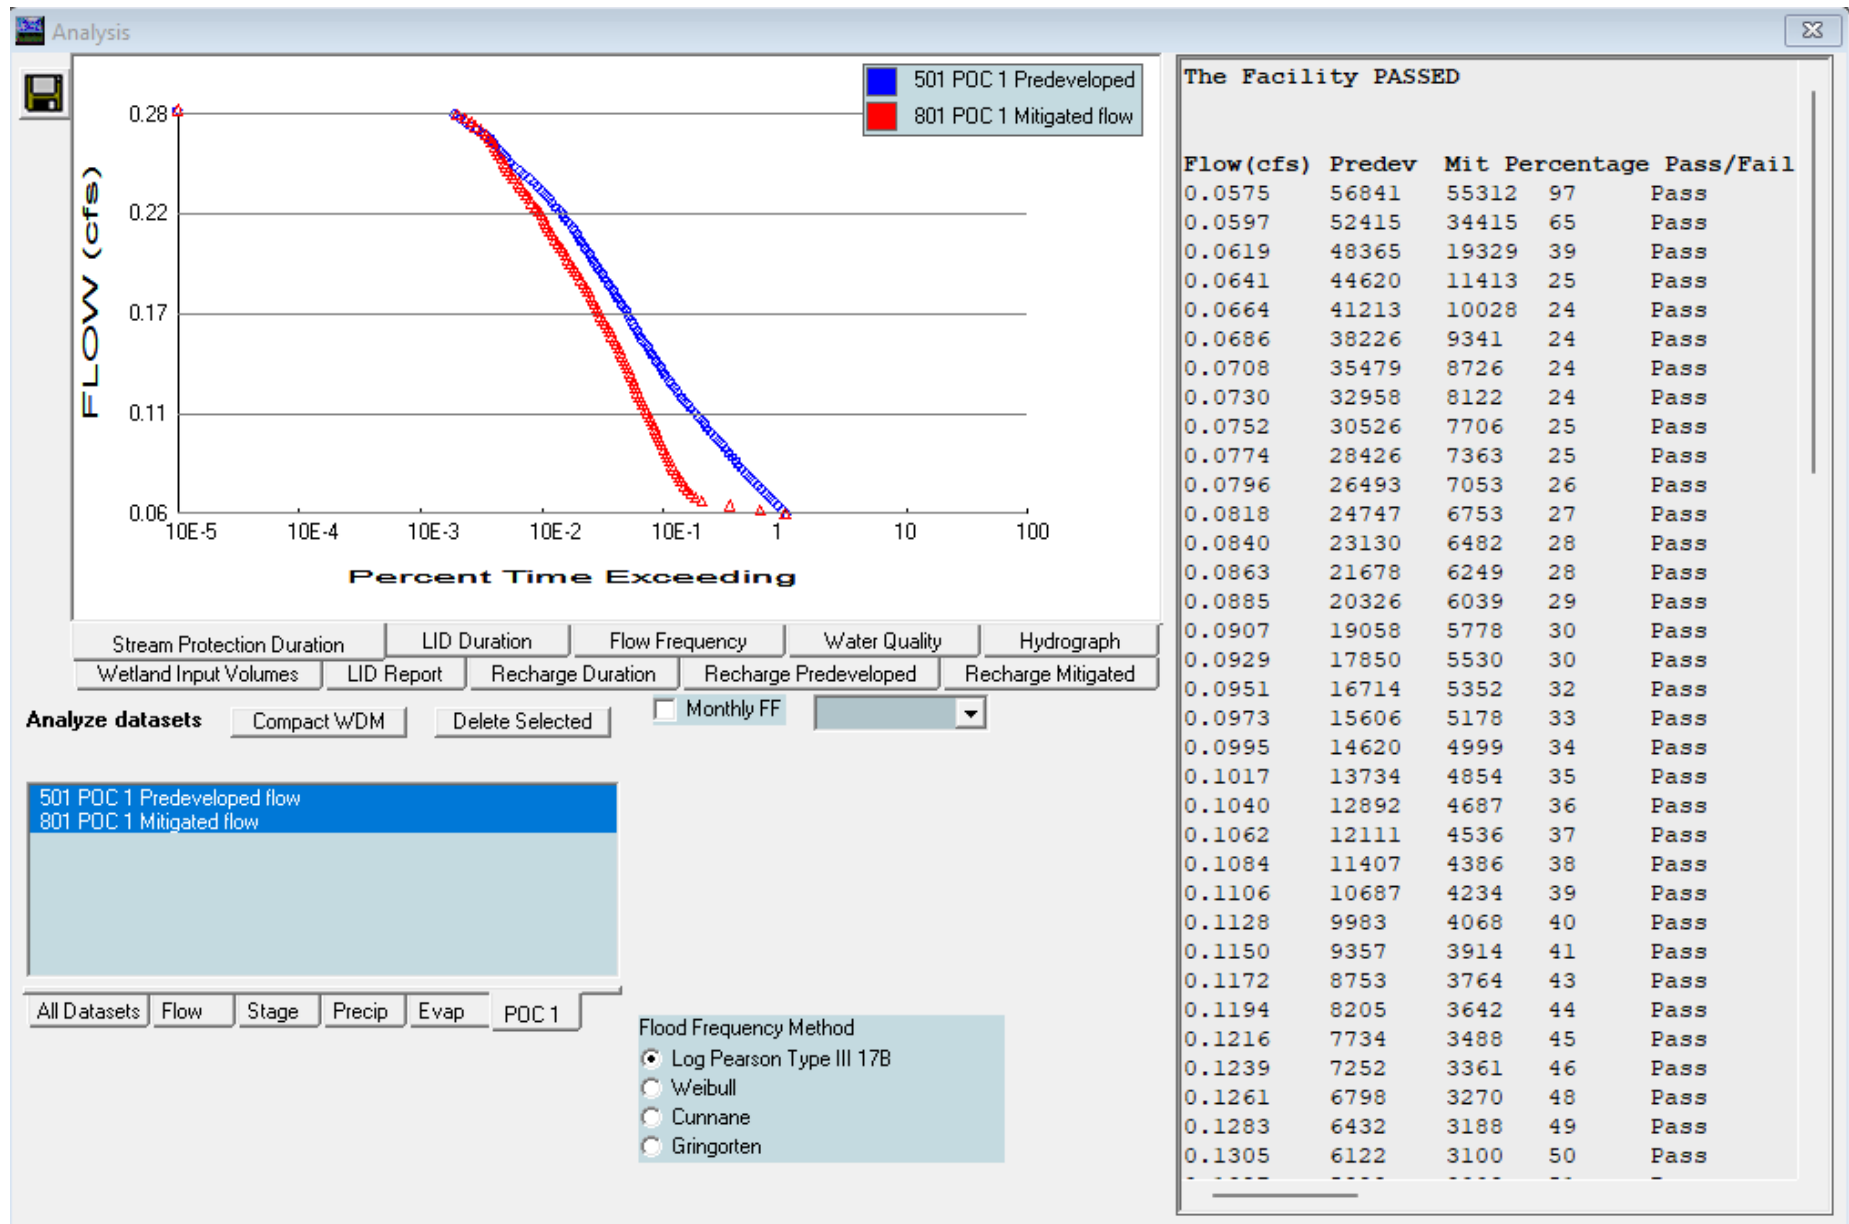 Analysis
501 POC 1 Predeveloped
801 POC 1 Mitigated flow
FLOW (cfs)
0.28
0.22
0.17
0.11
0.06
10E-5 10E-4 10E-3 10E-2 10E-1 1 10 100
Percent Time Exceeding
Stream Protection Duration LID Duration Flow Frequency Water Quality Hydrograph
Wetland Input Volumes LID Report Recharge Duration Recharge Predeveloped Recharge Mitigated
Analyze datasets Compact WDM Delete Selected Monthly FF
501 POC 1 Predeveloped flow
801 POC 1 Mitigated flow
All Datasets Flow Stage Precip Evap POC 1
Flood Frequency Method
Log Pearson Type III 17B
Weibull
Cunnane
Gringorten
The Facility PASSED
Flow(cfs) Predev Mit Percentage Pass/Fail
0.0575 56841 55312 97 Pass
0.0597 52415 34415 65 Pass
0.0619 48365 19329 39 Pass
0.0641 44620 11413 25 Pass
0.0664 41213 10028 24 Pass
0.0686 38226 9341 24 Pass
0.0708 35479 8726 24 Pass
0.0730 32958 8122 24 Pass
0.0752 30526 7706 25 Pass
0.0774 28426 7363 25 Pass
0.0796 26493 7053 26 Pass
0.0818 24747 6753 27 Pass
0.0840 23130 6482 28 Pass
0.0863 21678 6249 28 Pass
0.0885 20326 6039 29 Pass
0.0907 19058 5778 30 Pass
0.0929 17850 5530 30 Pass
0.0951 16714 5352 32 Pass
0.0973 15606 5178 33 Pass
0.0995 14620 4999 34 Pass
0.1017 13734 4854 35 Pass
0.1040 12892 4687 36 Pass
0.1062 12111 4536 37 Pass
0.1084 11407 4386 38 Pass
0.1106 10687 4234 39 Pass
0.1128 9983 4068 40 Pass
0.1150 9357 3914 41 Pass
0.1172 8753 3764 43 Pass
0.1194 8205 3642 44 Pass
0.1216 7734 3488 45 Pass
0.1239 7252 3361 46 Pass
0.1261 6798 3270 48 Pass
0.1283 6432 3188 49 Pass
0.1305 6122 3100 50 Pass